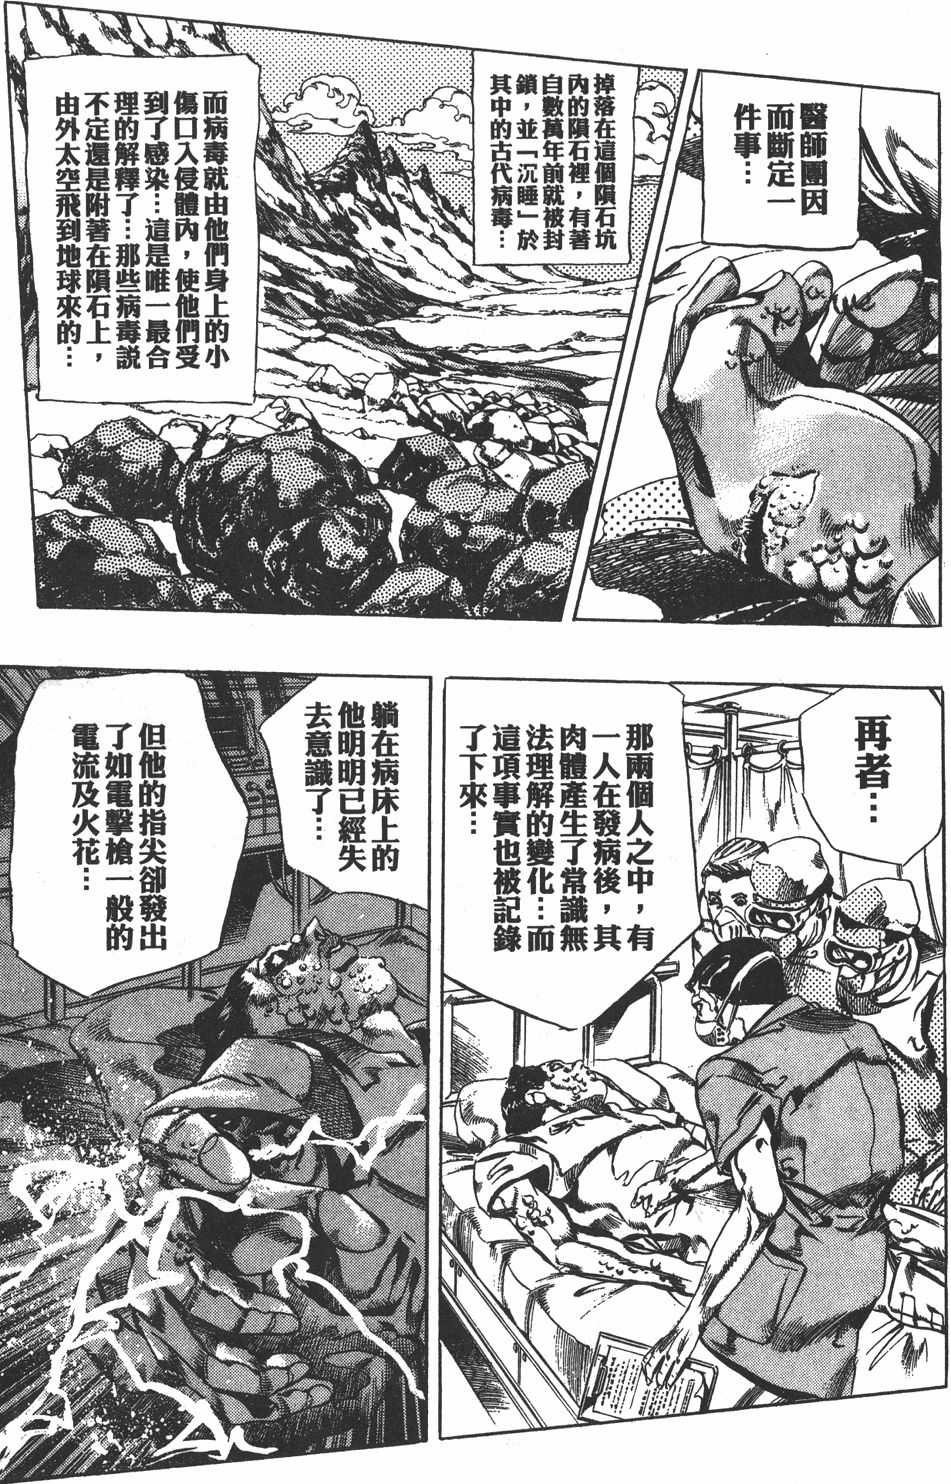 醫師團因
而斷定一
件事…
掉落在這個隕石坑
內的隕石裡，有著
自數萬年前就被封
鎖，並「沉睡」於
其中的古代病毒…
而病毒就由他們身上的小
傷口入侵體內，使他們受
到了感染…這是唯一最合
理的解釋了…那些病毒說
不定還是附著在隕石上，
由外太空飛到地球來的…
再者…
那兩個人之中，有
一人在發病後，其
肉體產生了常識無
法理解的變化…而
這項事實也被記錄
了下來…
躺在病床上的
他明明已經失
去意識了…
但他的指尖卻發出
了如電擊槍一般的
電流及火花…